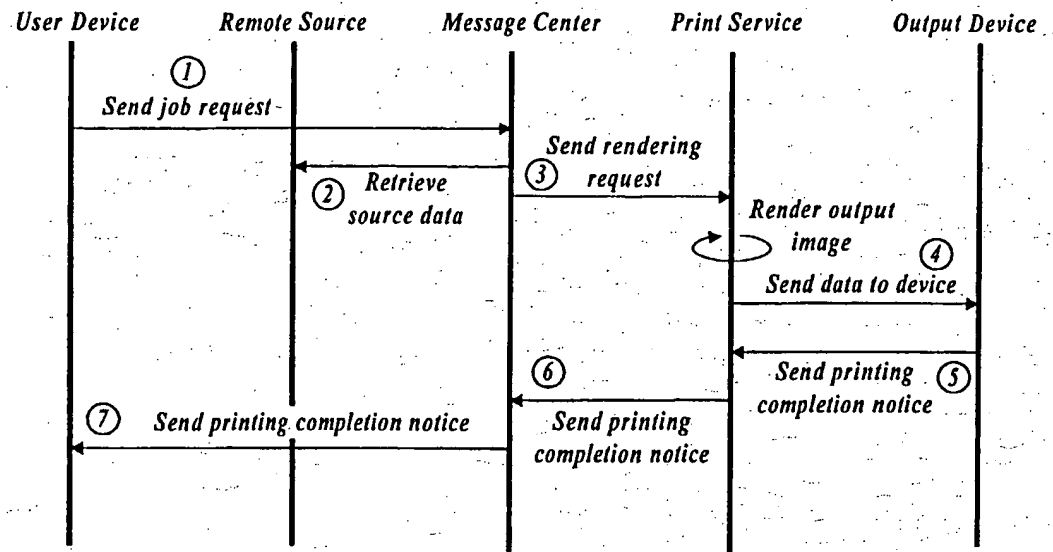 User Device Remote Source Message Center Print Service Output Device
1
Send job request
Send rendering
request
3
2
Retrieve
source data
Render output
image
4
Send data to device
6
Send printing
completion notice
5
7
Send printing completion notice
Send printing
completion notice